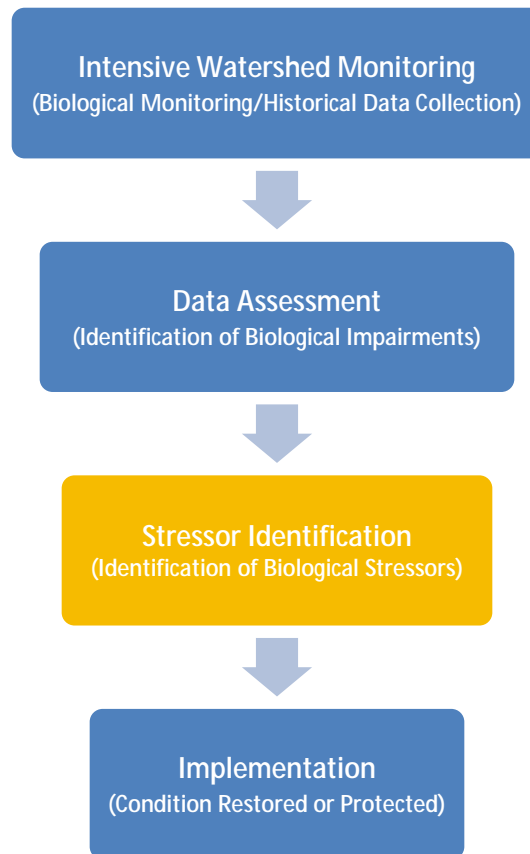 Intensive Watershed Monitoring
(Biological Monitoring/Historical Data Collection)
Data Assessment
(Identification of Biological Impairments)
Stressor Identification
(Identification of Biological Stressors)
Implementation
(Condition Restored or Protected)